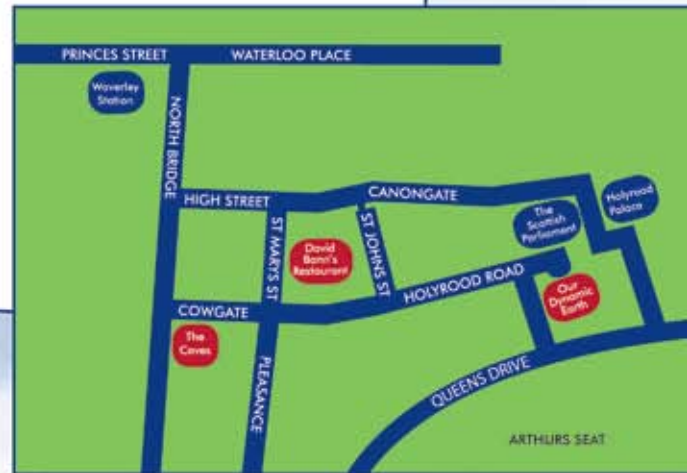 PRINCES STREET
WATERLOO PLACE
Waverley
Station
NORTH BRIDGE
HIGH STREET
CANONGATE
Holyrood
Palace
The
Scottish
Parliament
ST MARYS ST
David
Bann's
Restaurant
ST JOHNS ST
HOLYROOD ROAD
Our
Dynamic
Earth
COWGATE
The
Caves
PLEASANCE
QUEENS DRIVE
ARTHURS SEAT